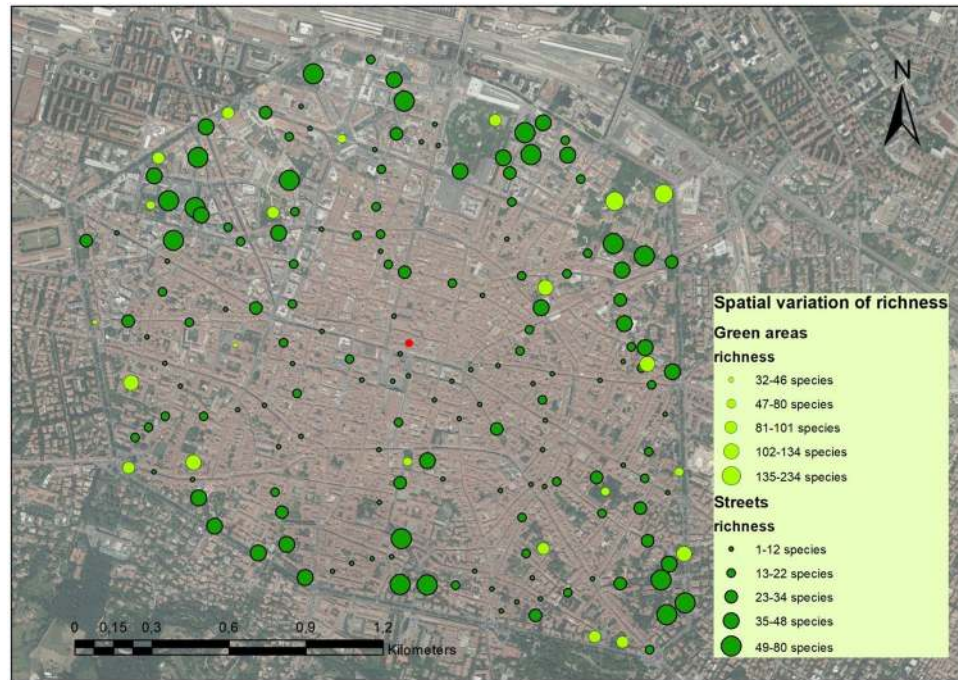 N
Spatial variation of richness
Green areas
richness
32-46 species
47-80 species
81-101 species
102-134 species
135-234 species
Streets
richness
1-12 species
13-22 species
23-34 species
35-48 species
49-80 species
0 0.15 0.3 0.6 0.9 1.2
Kilometers